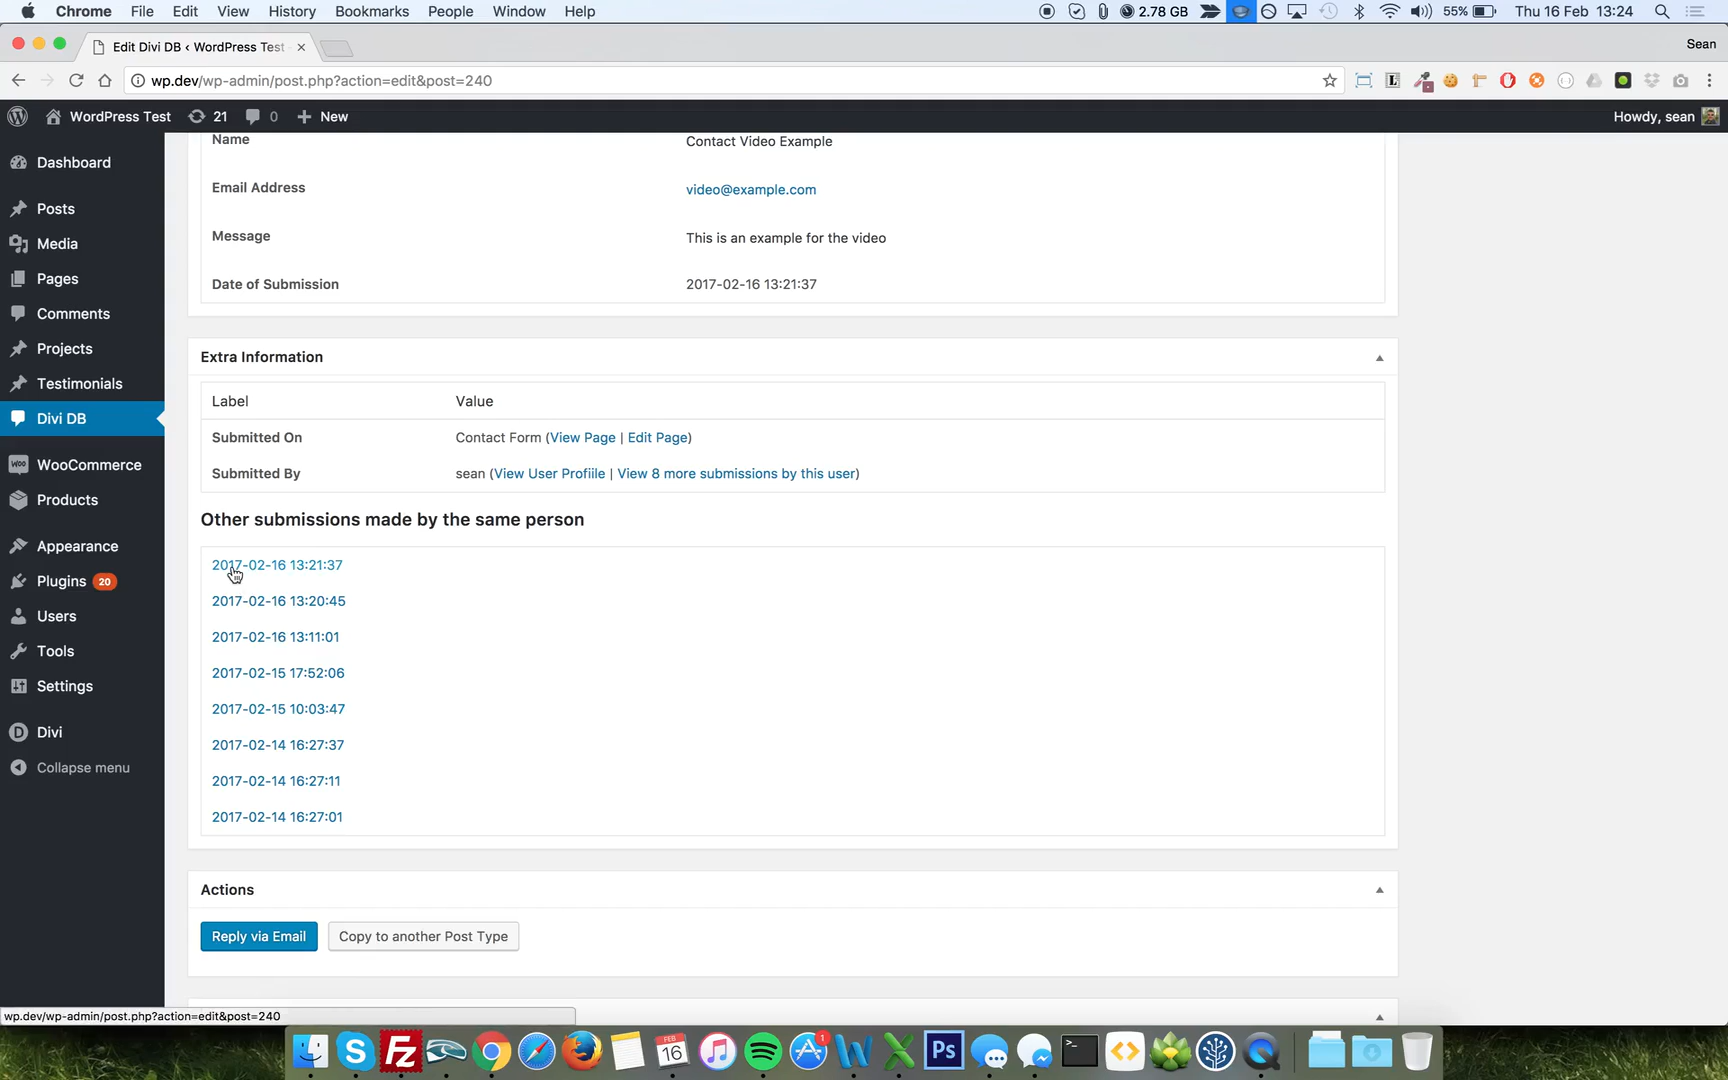 Chrome File Edit View History Bookmarks People Window Help 2.78 GB 55% Thu 16 Feb 13:24
Edit Divi DB ‹ WordPress Test Sean
wp.dev/wp-admin/post.php?action=edit&post=240
WordPress Test 21 0 New Howdy, sean
Dashboard
Posts
Media
Pages
Comments
Projects
Testimonials
Divi DB
WooCommerce
Products
Appearance
Plugins 20
Users
Tools
Settings
Divi
Collapse menu
Name Contact Video Example
Email Address video@example.com
Message This is an example for the video
Date of Submission 2017-02-16 13:21:37
Extra Information
Label Value
Submitted On Contact Form (View Page | Edit Page)
Submitted By sean (View User Profiile | View 8 more submissions by this user)
Other submissions made by the same person
2017-02-16 13:21:37
2017-02-16 13:20:45
2017-02-16 13:11:01
2017-02-15 17:52:06
2017-02-15 10:03:47
2017-02-14 16:27:37
2017-02-14 16:27:11
2017-02-14 16:27:01
Actions
Reply via Email Copy to another Post Type
wp.dev/wp-admin/post.php?action=edit&post=240
FEB
16
1
Ps